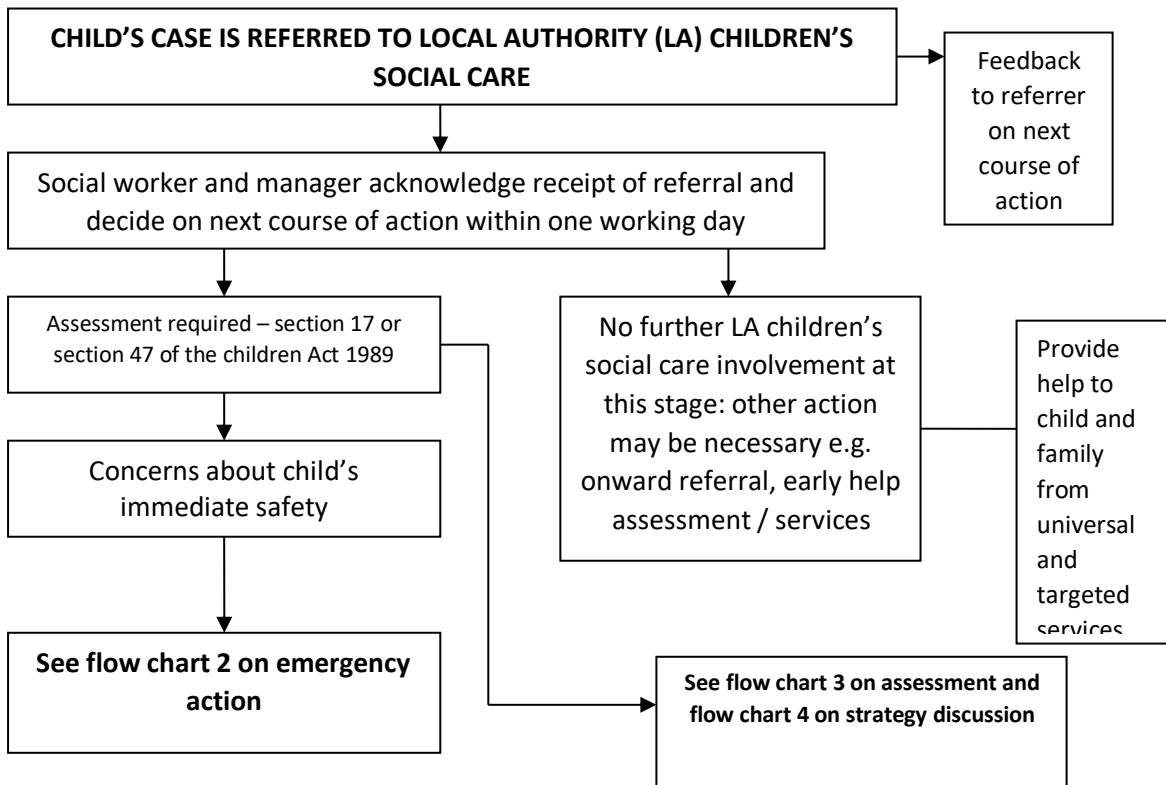 CHILD’S CASE IS REFERRED TO LOCAL AUTHORITY (LA) CHILDREN’S
SOCIAL CARE
Feedback
to referrer
on next
course of
action
Social worker and manager acknowledge receipt of referral and
decide on next course of action within one working day
Assessment required – section 17 or
section 47 of the children Act 1989
No further LA children’s
social care involvement at
this stage: other action
may be necessary e.g.
onward referral, early help
assessment / services
Provide
help to
child and
family
from
universal
and
targeted
services
Concerns about child’s
immediate safety
See flow chart 2 on emergency
action
See flow chart 3 on assessment and
flow chart 4 on strategy discussion